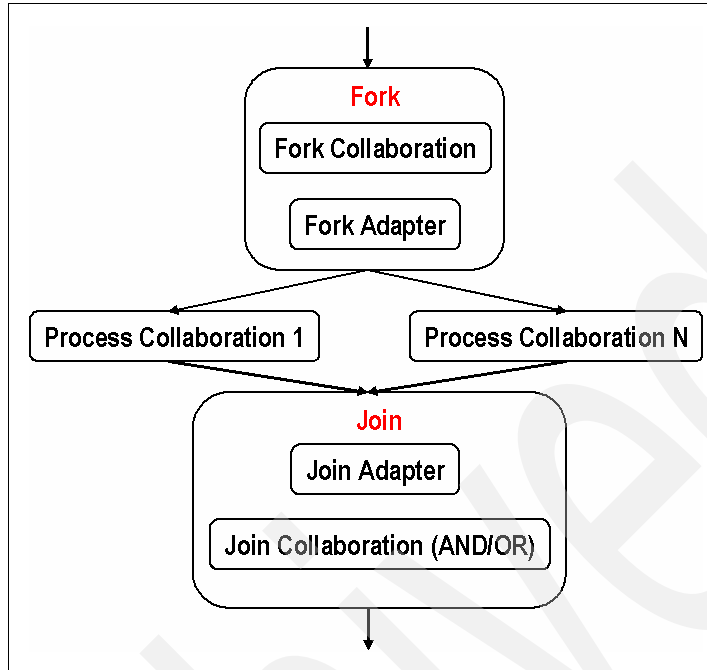 Fork
Fork Collaboration
Fork Adapter
Process Collaboration 1
Process Collaboration N
Join
Join Adapter
Join Collaboration (AND/OR)